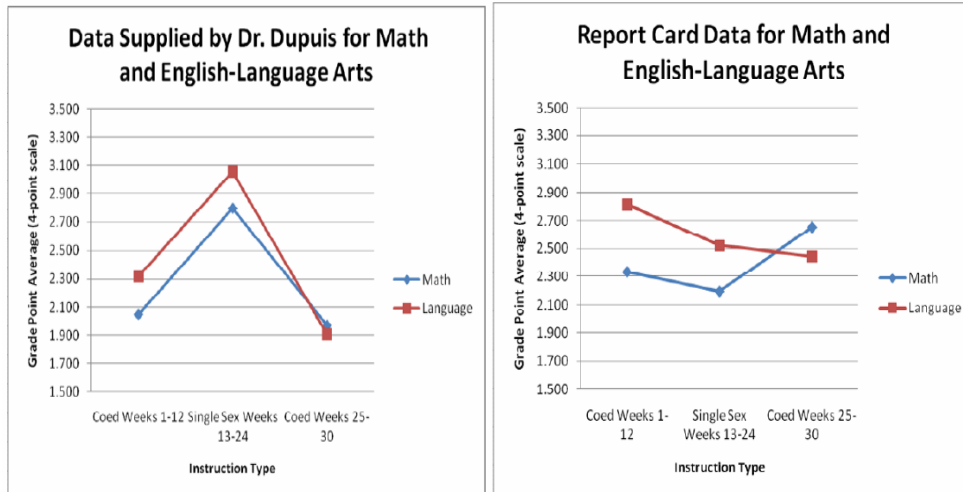 Data Supplied by Dr. Dupuis for Math
and English-Language Arts
Grade Point Average (4-point scale)
3.500
3.300
3.100
2.900
2.700
2.500
2.300
2.100
1.900
1.700
1.500
Coed Weeks 1-12 Single Sex Weeks Coed Weeks 25-
13-24 30
Instruction Type
Math
Language
Report Card Data for Math and
English-Language Arts
Grade Point Average (4-point scale)
3.500
3.300
3.100
2.900
2.700
2.500
2.300
2.100
1.900
1.700
1.500
Coed Weeks 1- Single Sex Coed Weeks 25-
12 Weeks 13-24 30
Instruction Type
Math
Language